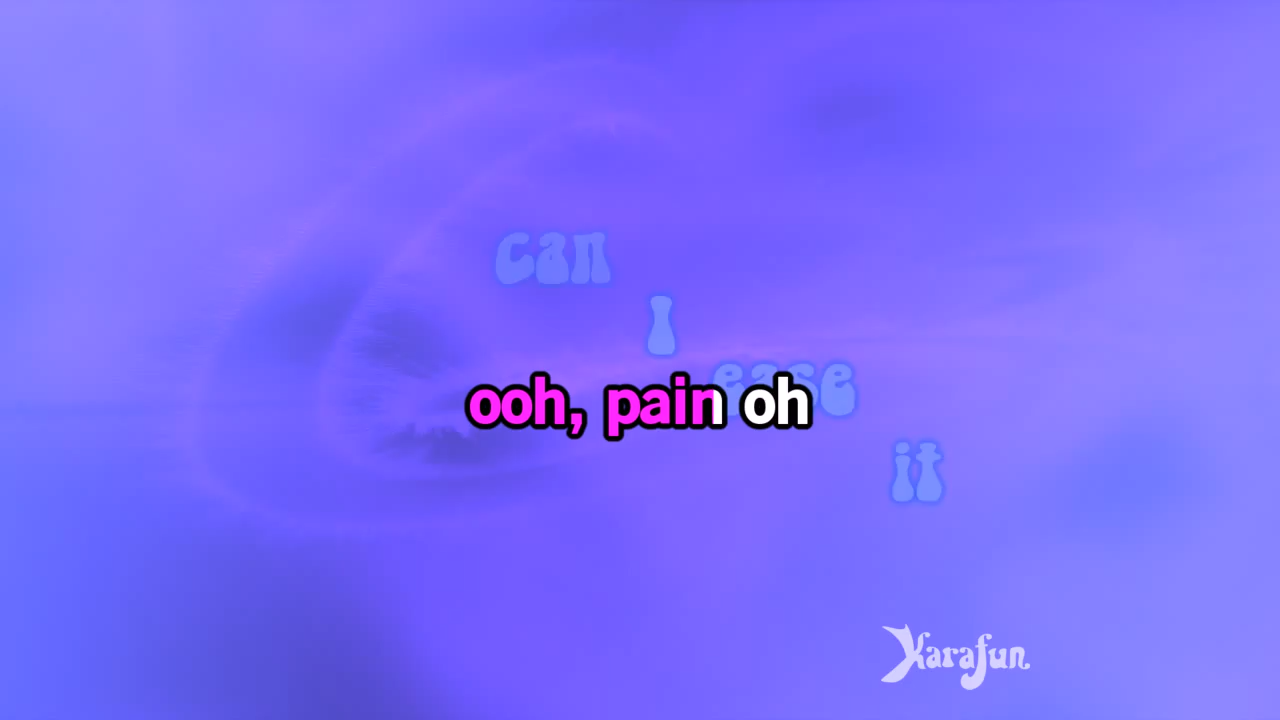 can
I
ease
ooh, pain oh
it
Karafun